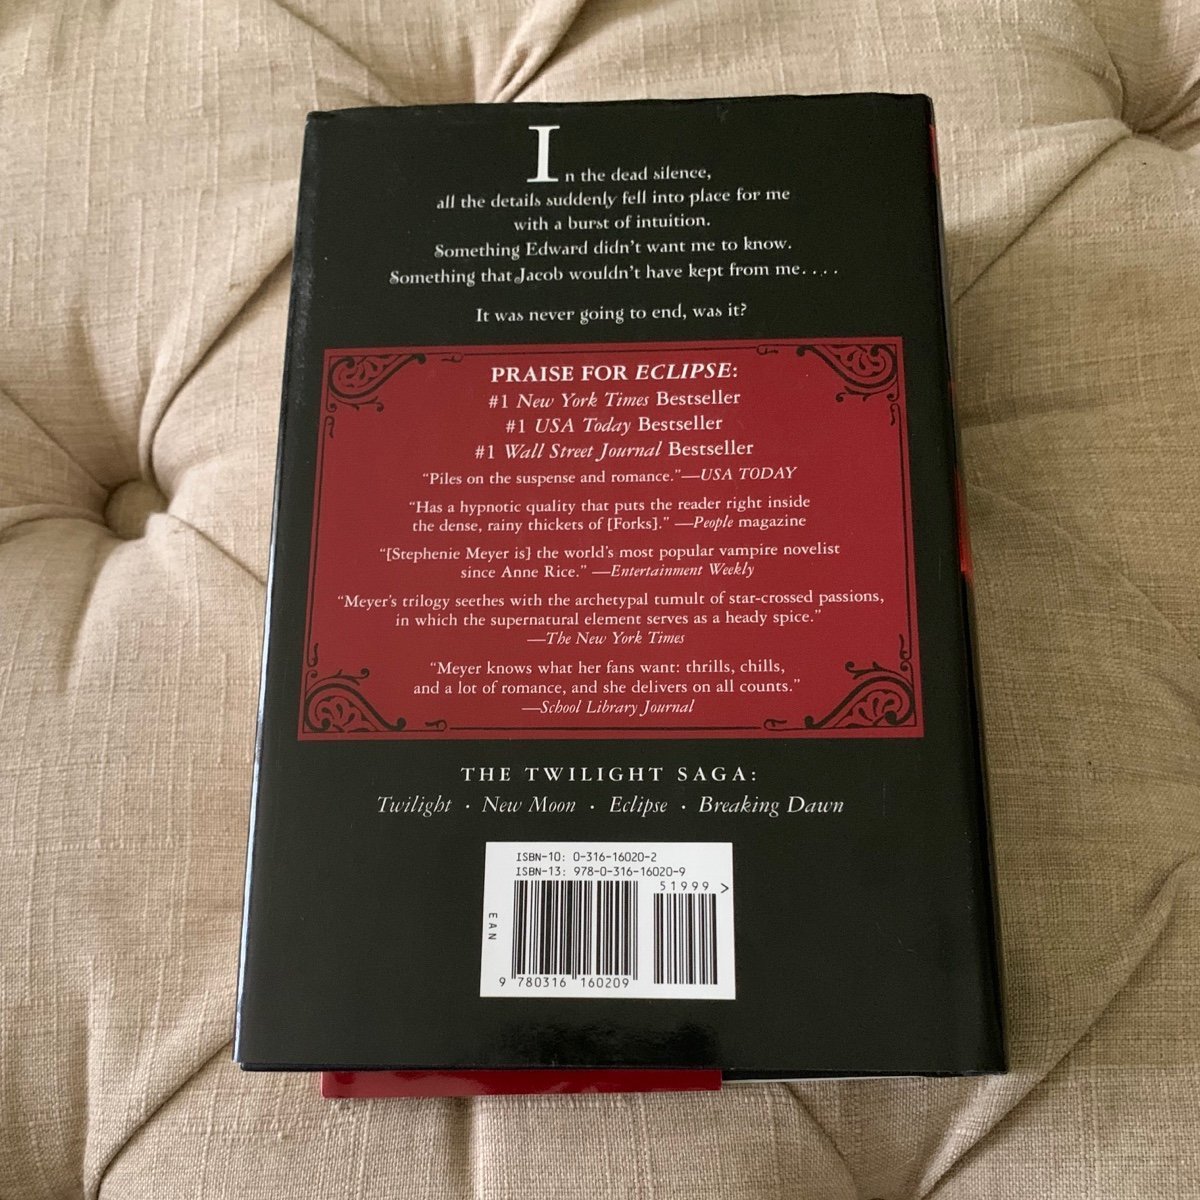 In the dead silence,
all the details suddenly fell into place for me
with a burst of intuition.
Something Edward didn't want me to know.
Something that Jacob wouldn't have kept from me....
It was never going to end, was it?
PRAISE FOR ECLIPSE:
#1 New York Times Bestseller
#1 USA Today Bestseller
#1 Wall Street Journal Bestseller
"Piles on the suspense and romance."—USA TODAY
"Has a hypnotic quality that puts the reader right inside
the dense, rainy thickets of [Forks]." —People magazine
"[Stephenie Meyer is] the world's most popular vampire novelist
since Anne Rice." —Entertainment Weekly
"Meyer's trilogy seethes with the archetypal tumult of star-crossed passions,
in which the supernatural element serves as a heady spice."
—The New York Times
"Meyer knows what her fans want: thrills, chills,
and a lot of romance, and she delivers on all counts."
—School Library Journal
THE TWILIGHT SAGA:
Twilight · New Moon · Eclipse · Breaking Dawn
ISBN-10: 0-316-16020-2
ISBN-13: 978-0-316-16020-9
51999 >
EAN
9 780316 160209